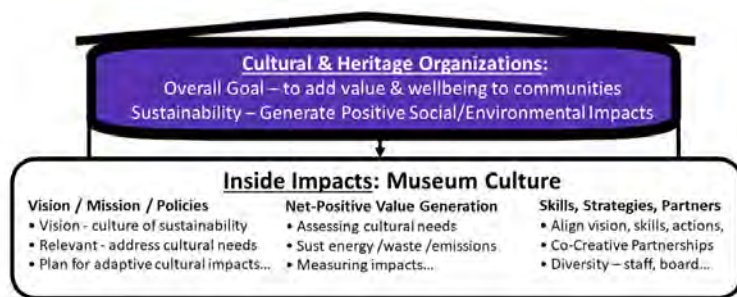 Cultural & Heritage Organizations:
Overall Goal – to add value & wellbeing to communities
Sustainability – Generate Positive Social/Environmental Impacts
Inside Impacts: Museum Culture
Vision / Mission / Policies
• Vision - culture of sustainability
• Relevant - address cultural needs
• Plan for adaptive cultural impacts...
Net-Positive Value Generation
• Assessing cultural needs
• Sust energy /waste /emissions
• Measuring impacts...
Skills, Strategies, Partners
• Align vision, skills, actions,
• Co-Creative Partnerships
• Diversity – staff, board...